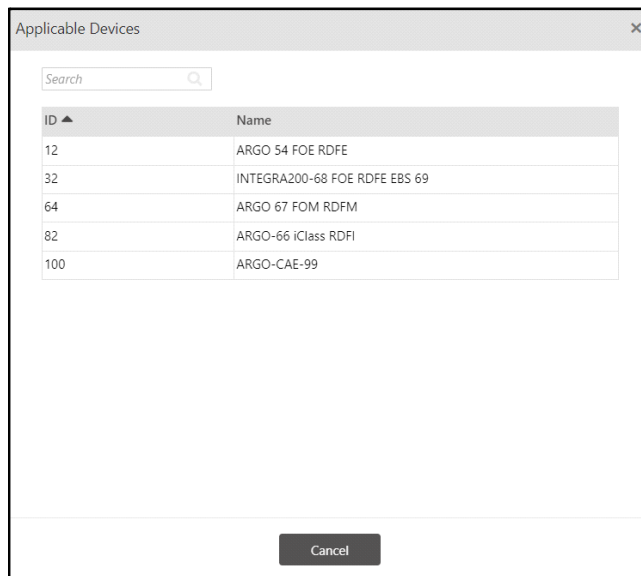 Applicable Devices
Search
ID Name
12 ARGO 54 FOE RDFE
32 INTEGRA200-68 FOE RDFE EBS 69
64 ARGO 67 FOM RDFM
82 ARGO-66 iClass RDFI
100 ARGO-CAE-99
Cancel